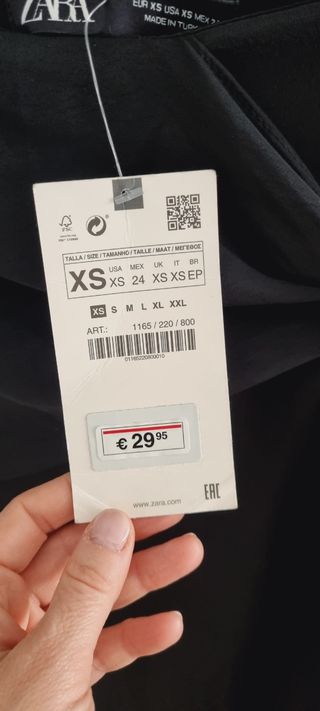 ZARA
EUR XS USA XS MEX
MADE IN TURK
FSC
TALLA / SIZE / TAMANHO / TAILLE / MAAT / ΜΕΓΕΘΟΣ
XS
USA MEX UK IT BR
XS 24 XS XS EP
XS S M L XL XXL
ART.: 1165 / 220 / 800
01165220800010
€ 29 95
www.zara.com
EAC